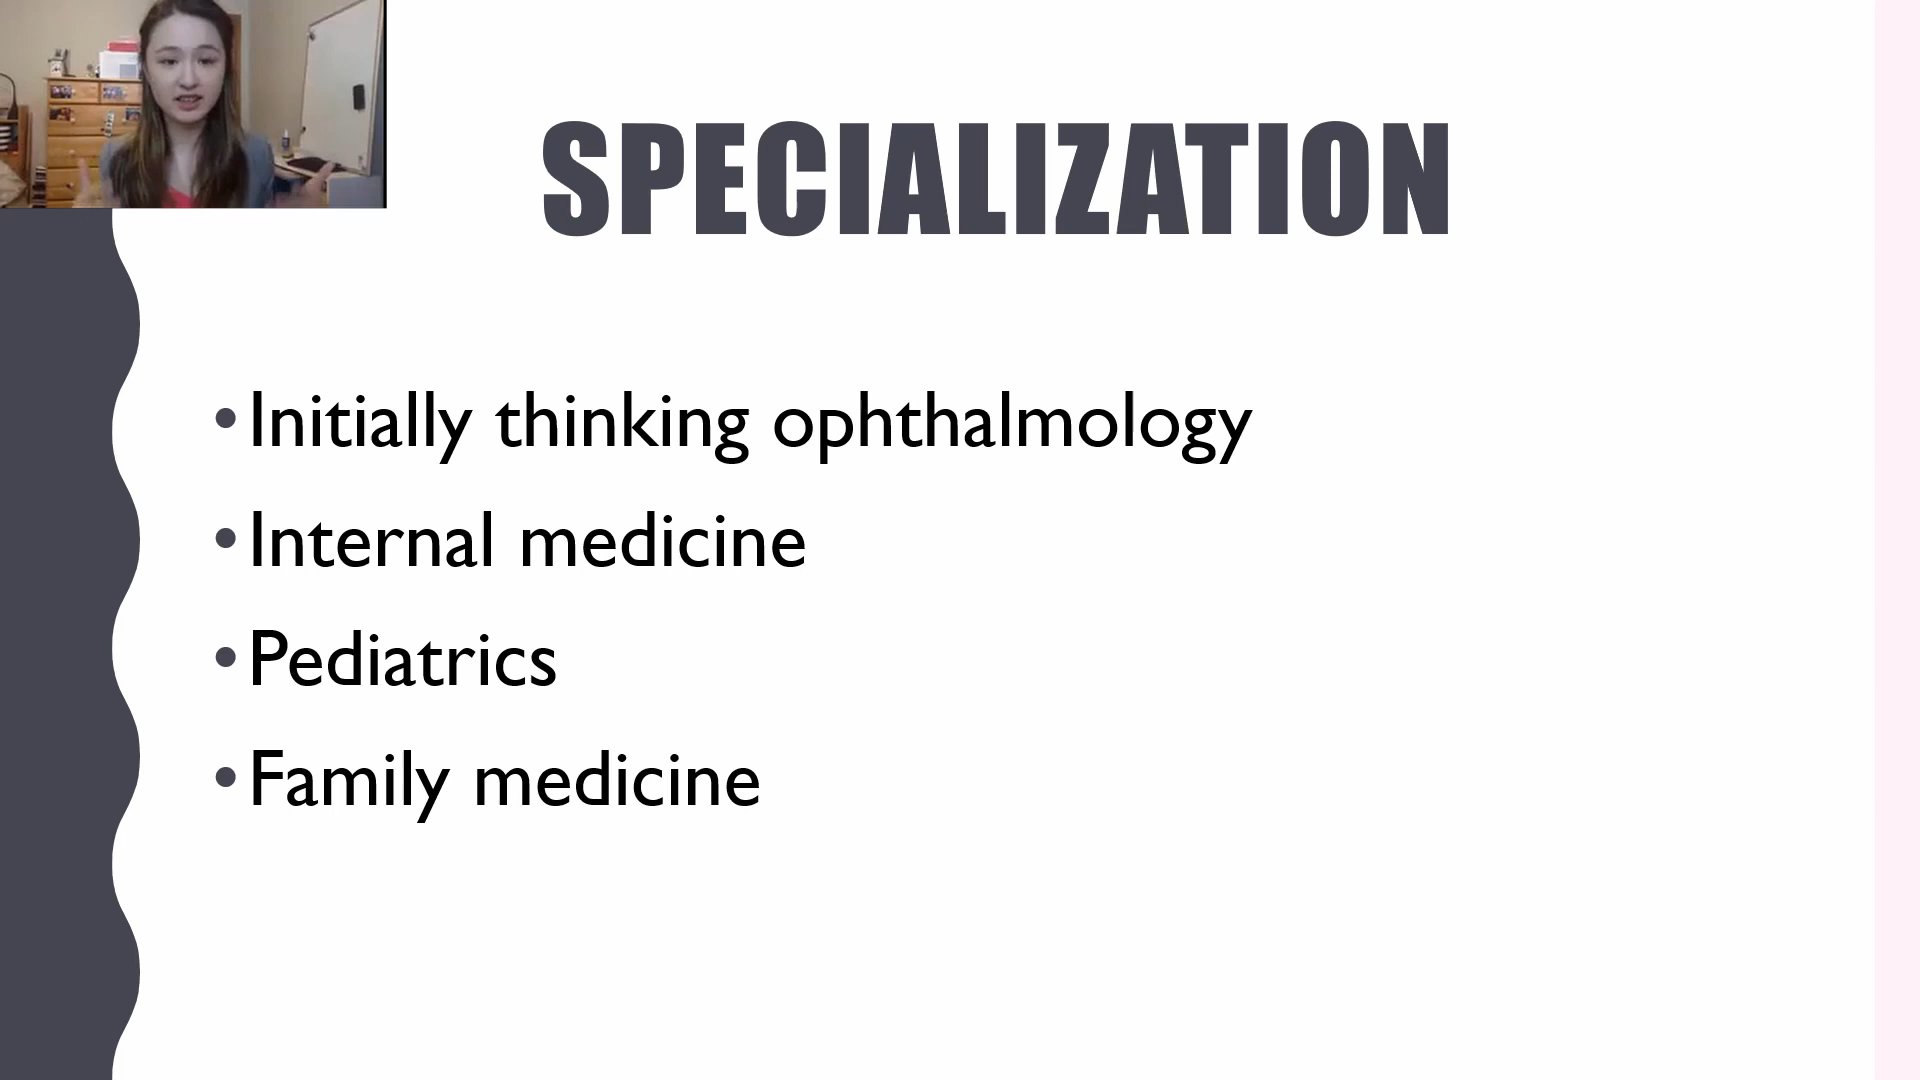 SPECIALIZATION
•Initially thinking ophthalmology
•Internal medicine
•Pediatrics
•Family medicine